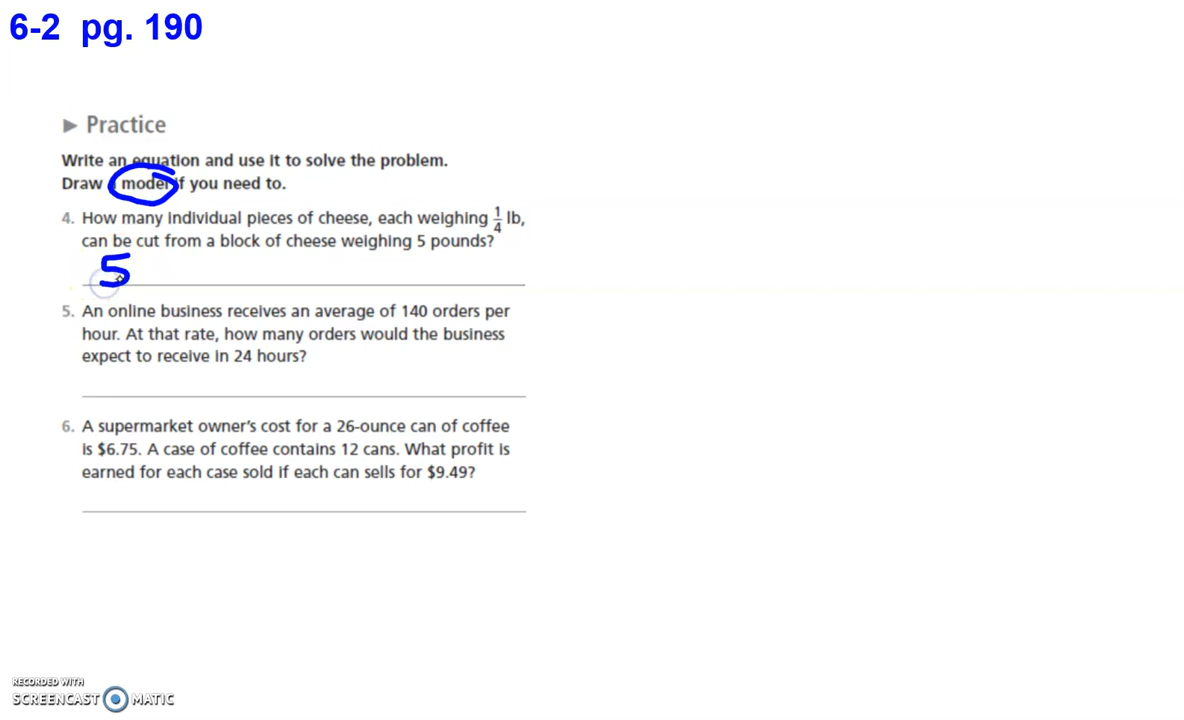 6-2 pg. 190
► Practice
Write an equation and use it to solve the problem.
Draw a model if you need to.
4. How many individual pieces of cheese, each weighing 1/4 lb,
can be cut from a block of cheese weighing 5 pounds?
5
5. An online business receives an average of 140 orders per
hour. At that rate, how many orders would the business
expect to receive in 24 hours?
6. A supermarket owner's cost for a 26-ounce can of coffee
is $6.75. A case of coffee contains 12 cans. What profit is
earned for each case sold if each can sells for $9.49?
RECORDED WITH
SCREENCAST MATIC